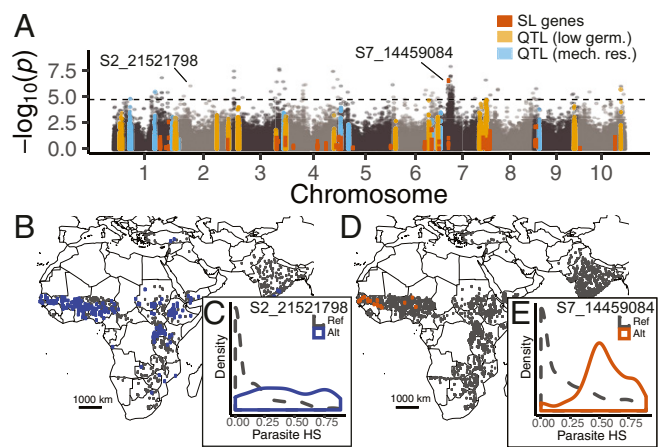 A
SL genes
QTL (low germ.)
QTL (mech. res.)
S2_21521798
S7_14459084
−log10(p)
7.5
5.0
2.5
0.0
1 2 3 4 5 6 7 8 9 10
Chromosome
B
1000 km
C
S2_21521798
Ref
Alt
Density
0.00 0.25 0.50 0.75
Parasite HS
D
1000 km
E
S7_14459084
Ref
Alt
Density
0.00 0.25 0.50 0.75
Parasite HS